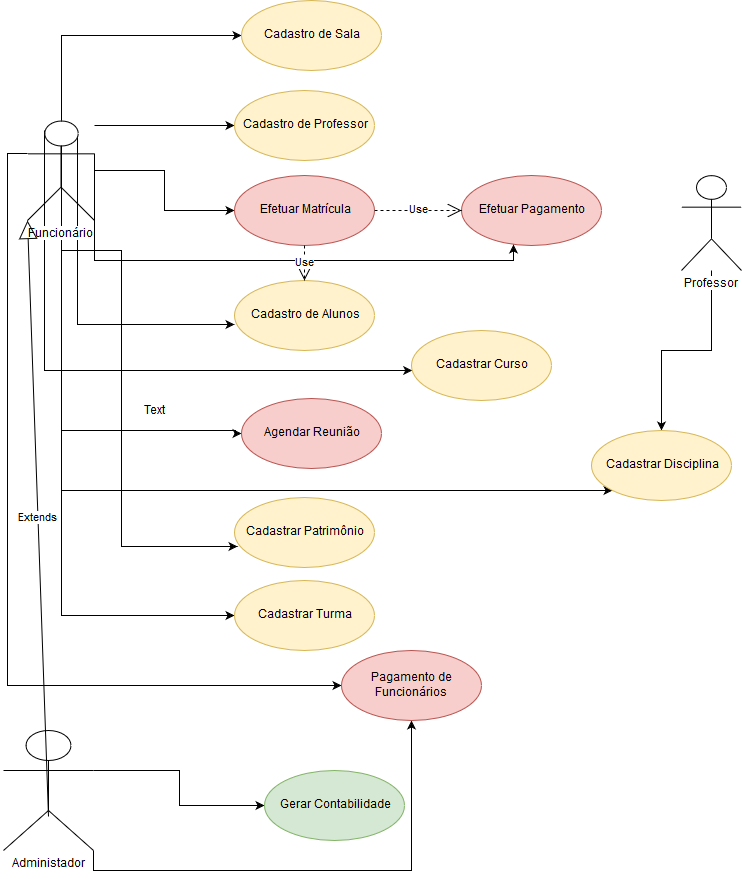 Cadastro de Sala
Cadastro de Professor
Efetuar Matrícula
Use
Efetuar Pagamento
Funcionário
Use
Professor
Cadastro de Alunos
Cadastrar Curso
Text
Agendar Reunião
Cadastrar Disciplina
Extends
Cadastrar Patrimônio
Cadastrar Turma
Pagamento de
Funcionários
Gerar Contabilidade
Administador